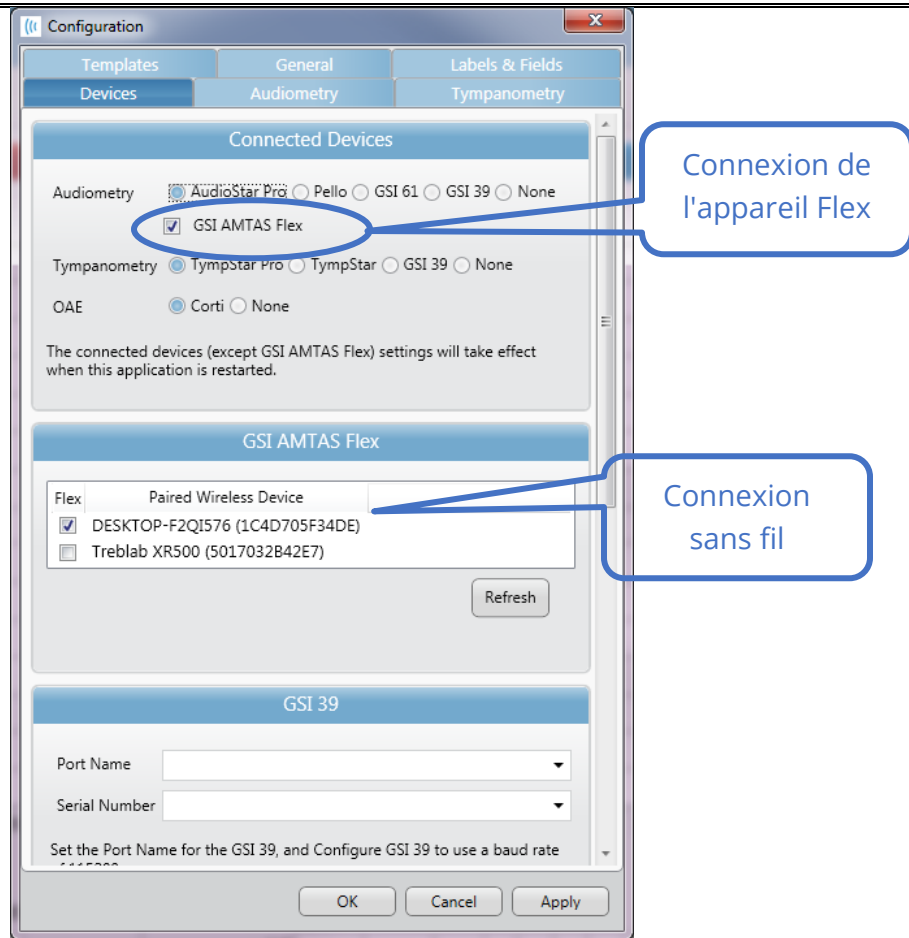 Configuration
Templates General Labels & Fields
Devices Audiometry Tympanometry
Connected Devices
Audiometry AudioStar Pro Pello GSI 61 GSI 39 None
GSI AMTAS Flex
Tympanometry TympStar Pro TympStar GSI 39 None
OAE Corti None
The connected devices (except GSI AMTAS Flex) settings will take effect
when this application is restarted.
Connexion de
l'appareil Flex
GSI AMTAS Flex
Flex Paired Wireless Device
DESKTOP-F2QI576 (1C4D705F34DE)
Treblab XR500 (5017032B42E7)
Refresh
Connexion
sans fil
GSI 39
Port Name
Serial Number
Set the Port Name for the GSI 39, and Configure GSI 39 to use a baud rate
OK Cancel Apply